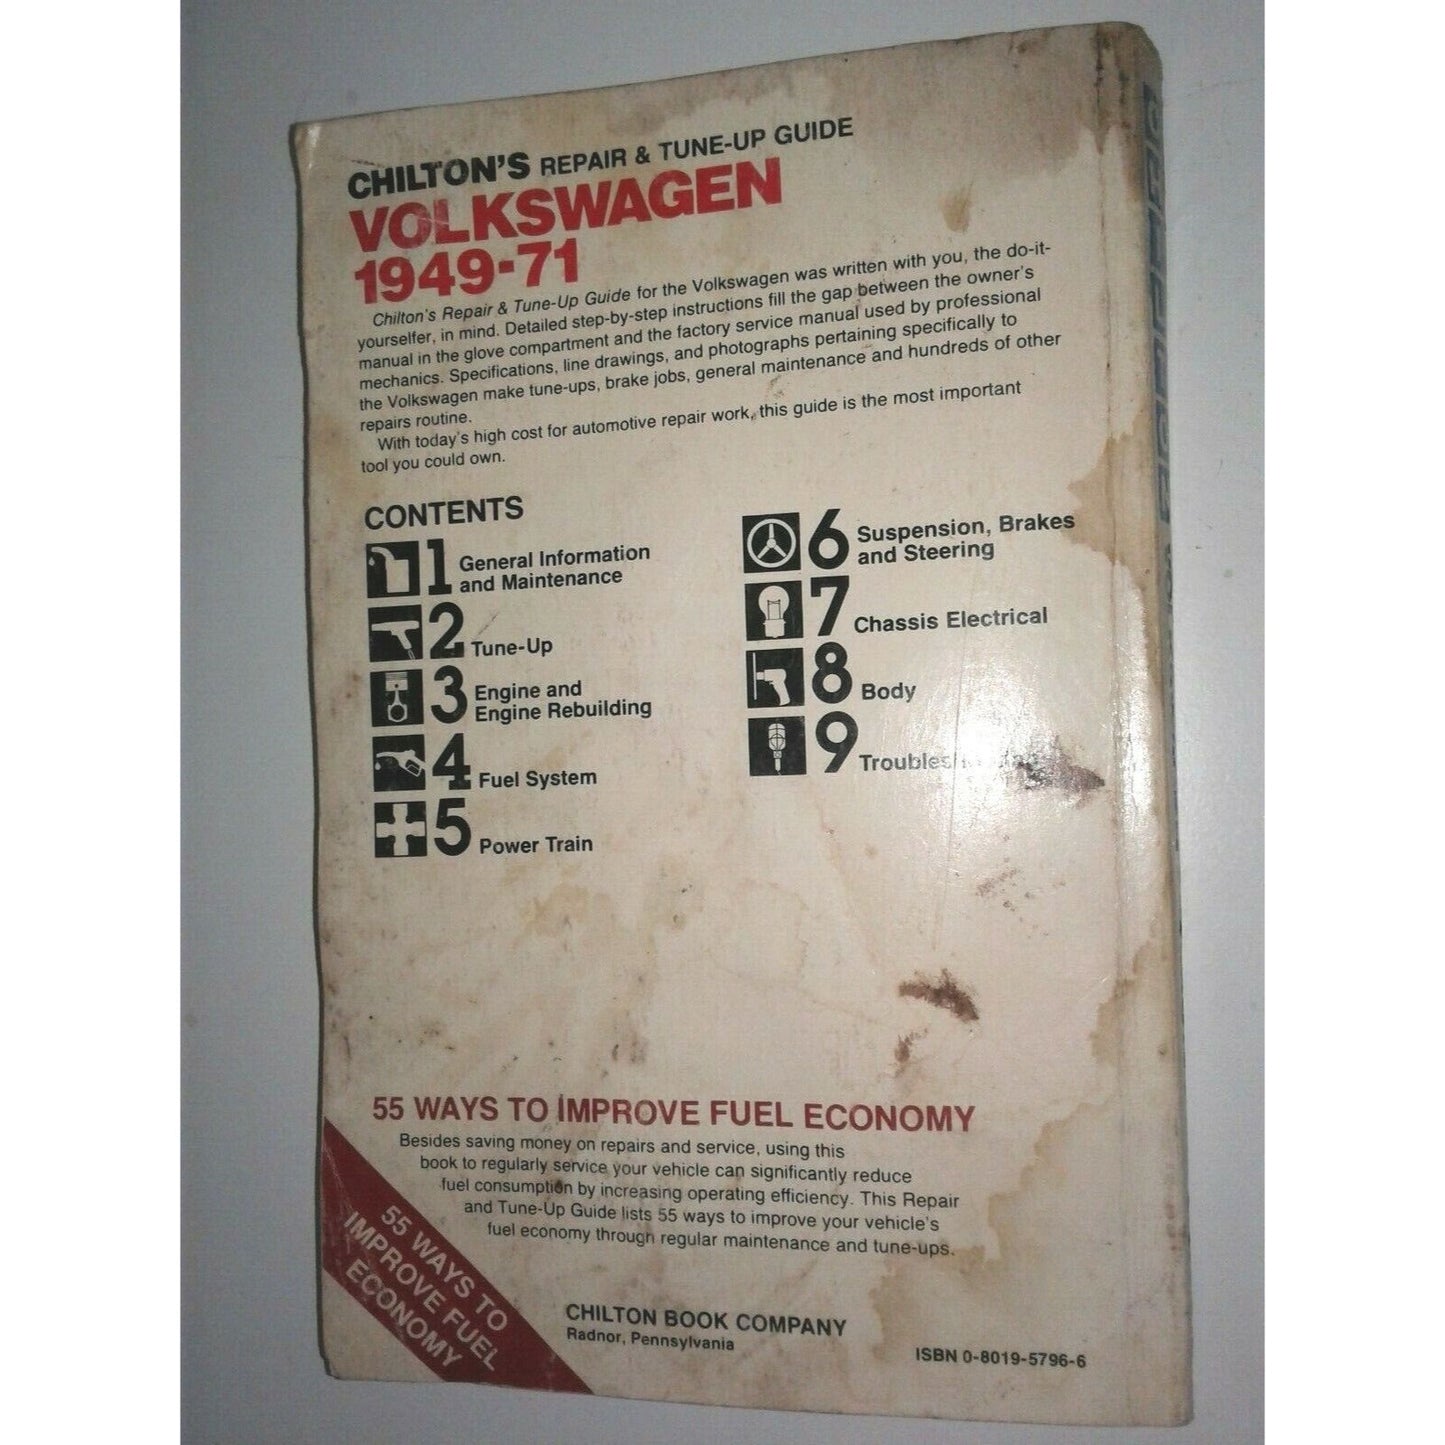 CHILTON'S REPAIR & TUNE-UP GUIDE
VOLKSWAGEN
1949-71
Chilton's Repair & Tune-Up Guide for the Volkswagen was written with you, the do-it-
yourselfer, in mind. Detailed step-by-step instructions fill the gap between the owner's
manual in the glove compartment and the factory service manual used by professional
mechanics. Specifications, line drawings, and photographs pertaining specifically to
the Volkswagen make tune-ups, brake jobs, general maintenance and hundreds of other
repairs routine.
With today's high cost for automotive repair work, this guide is the most important
tool you could own.
CONTENTS
1 General Information
and Maintenance
2 Tune-Up
3 Engine and
Engine Rebuilding
4 Fuel System
5 Power Train
6 Suspension, Brakes
and Steering
7 Chassis Electrical
8 Body
9
55 WAYS TO IMPROVE FUEL ECONOMY
Besides saving money on repairs and service, using this
book to regularly service your vehicle can significantly reduce
fuel consumption by increasing operating efficiency. This Repair
and Tune-Up Guide lists 55 ways to improve your vehicle's
fuel economy through regular maintenance and tune-ups.
55 WAYS TO
IMPROVE FUEL
ECONOMY
CHILTON BOOK COMPANY
Radnor, Pennsylvania
ISBN 0-8019-5796-6